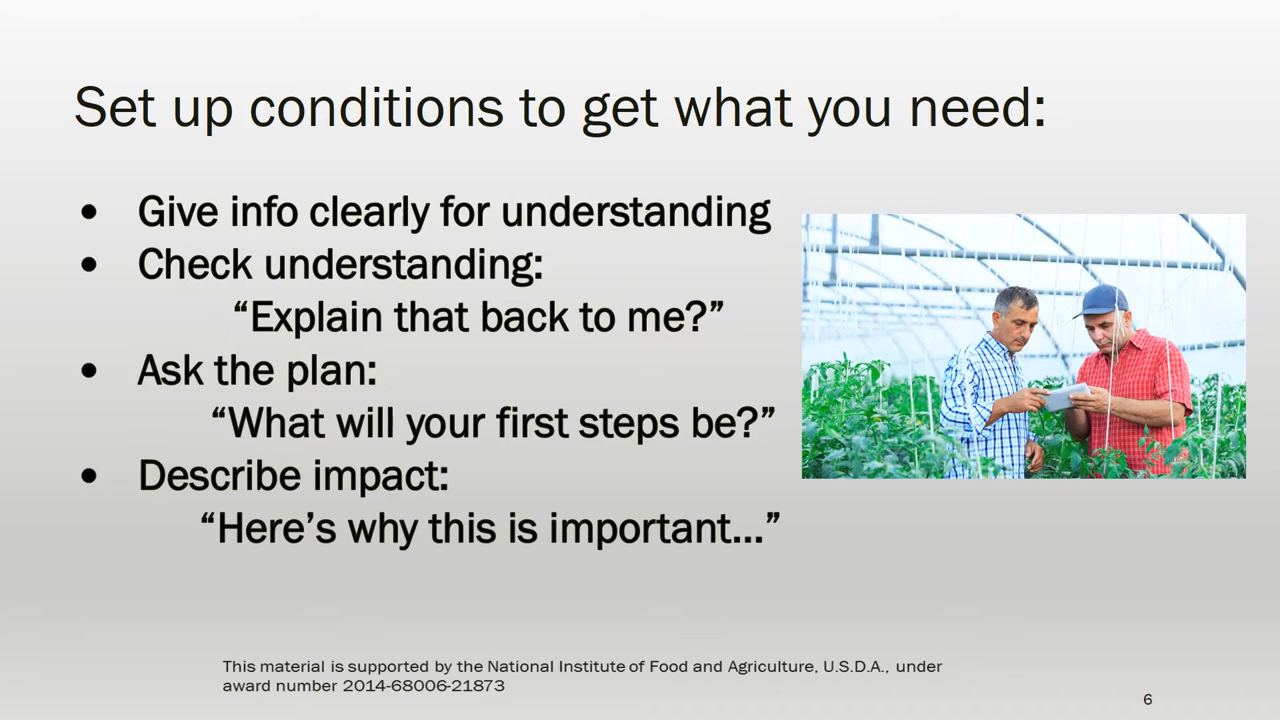 Set up conditions to get what you need:
• Give info clearly for understanding
• Check understanding:
“Explain that back to me?”
• Ask the plan:
“What will your first steps be?”
• Describe impact:
“Here’s why this is important...”
This material is supported by the National Institute of Food and Agriculture, U.S.D.A., under
award number 2014-68006-21873
6